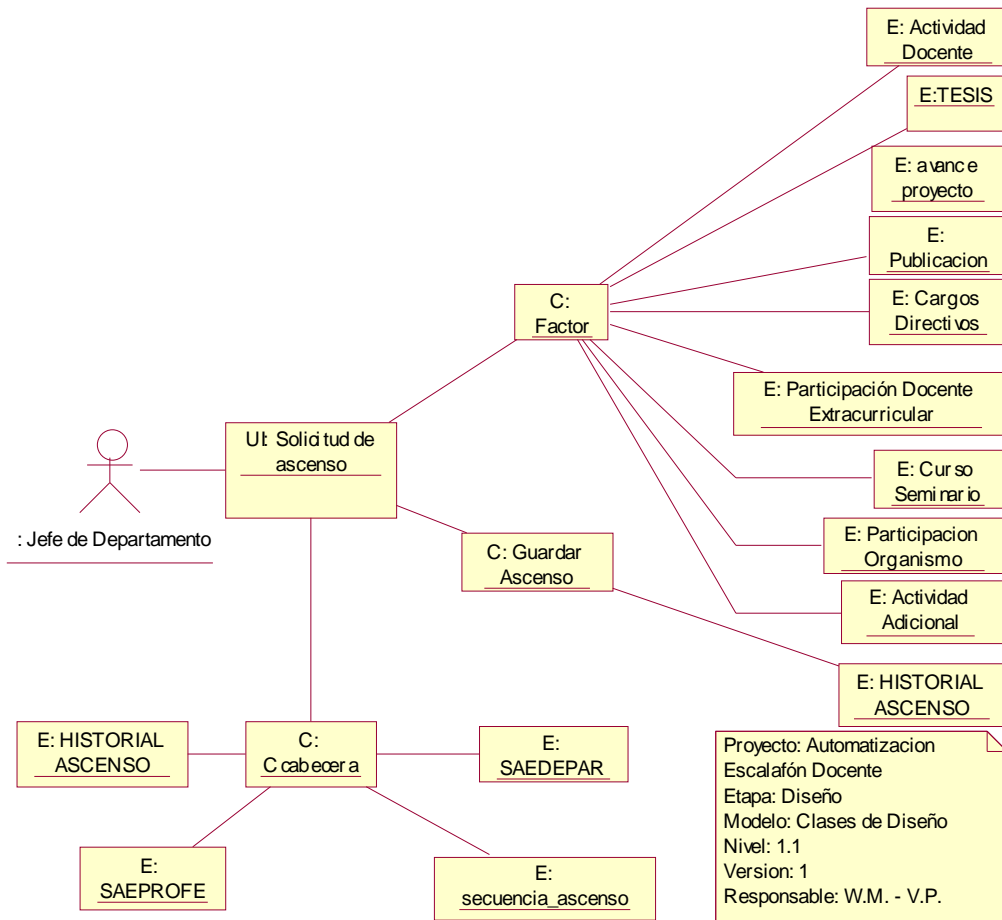 E: Actividad
Docente
E:TESIS
E: avance
proyecto
E:
Publicacion
C:
Factor
E: Cargos
Directivos
E: Participación Docente
Extracurricular
UI: Solicitud de
ascenso
: Jefe de Departamento
E: Curso
Seminario
C: Guardar
Ascenso
E: Participacion
Organismo
E: Actividad
Adicional
E: HISTORIAL
ASCENSO
E: HISTORIAL
ASCENSO
C:
Ccabecera
E:
SAEDEPAR
E:
SAEPROFE
E:
secuencia_ascenso
Proyecto: Automatizacion
Escalafón Docente
Etapa: Diseño
Modelo: Clases de Diseño
Nivel: 1.1
Version: 1
Responsable: W.M. - V.P.